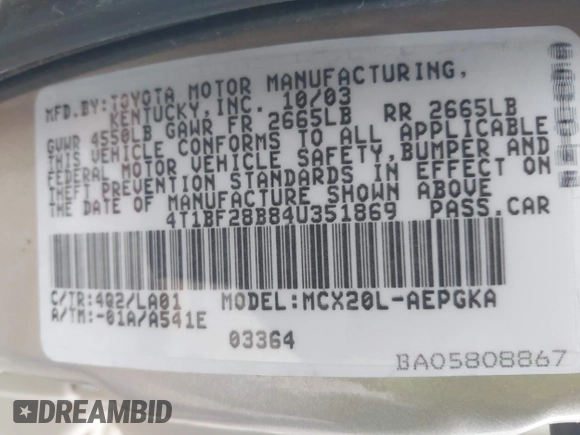 MFD.BY:TOYOTA MOTOR MANUFACTURING,
KENTUCKY,INC. 10/03
GVWR 4550LB GAWR FR 2665LB RR 2665LB
THIS VEHICLE CONFORMS TO ALL APPLICABLE
FEDERAL MOTOR VEHICLE SAFETY,BUMPER AND
THEFT PREVENTION STANDARDS IN EFFECT ON
THE DATE OF MANUFACTURE SHOWN ABOVE
4T1BF28B84U351869 PASS.CAR
C/TR:4Q2/LA01 MODEL:MCX20L-AEPGKA
A/TM:-01A/A541E
03364
BA05808867
DREAMBID